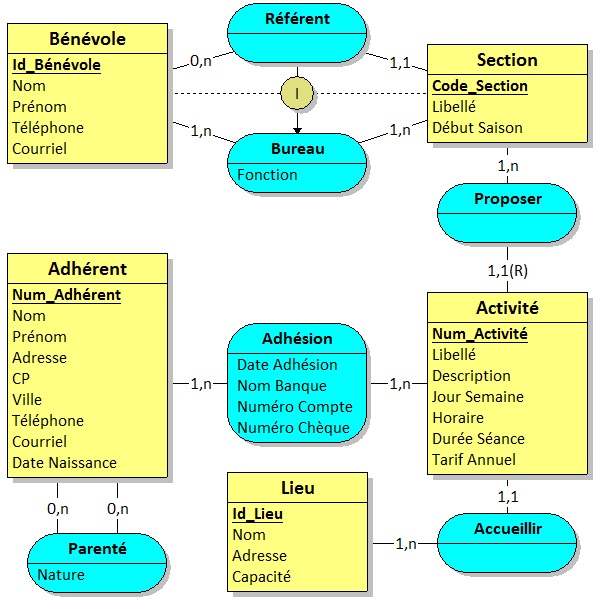 Référent
Bénévole
Id_Bénévole
Nom
Prénom
Téléphone
Courriel
0,n
1,1
I
Section
Code_Section
Libellé
Début Saison
1,n
1,n
Bureau
Fonction
1,n
Proposer
1,1(R)
Adhérent
Num_Adhérent
Nom
Prénom
Adresse
CP
Ville
Téléphone
Courriel
Date Naissance
1,n
Adhésion
Date Adhésion
Nom Banque
Numéro Compte
Numéro Chèque
1,n
Activité
Num_Activité
Libellé
Description
Jour Semaine
Horaire
Durée Séance
Tarif Annuel
0,n
0,n
Parenté
Nature
Lieu
Id_Lieu
Nom
Adresse
Capacité
1,n
1,1
Accueillir